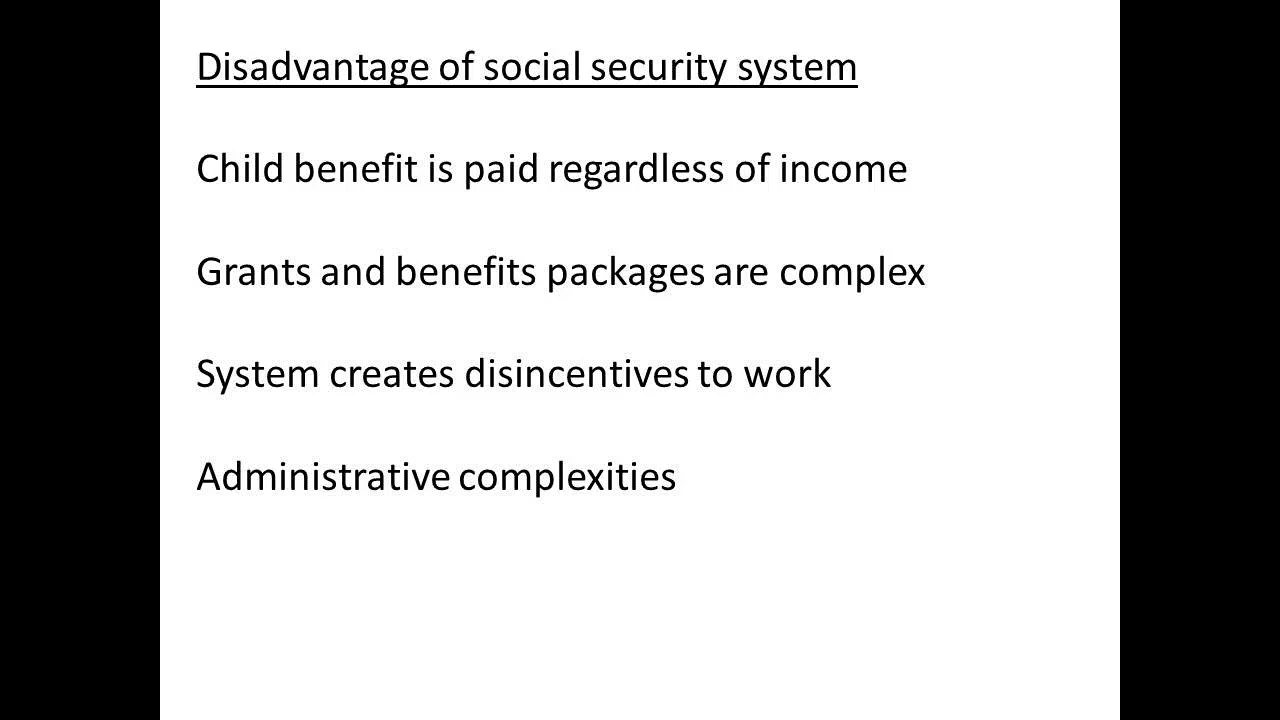 Disadvantage of social security system
Child benefit is paid regardless of income
Grants and benefits packages are complex
System creates disincentives to work
Administrative complexities